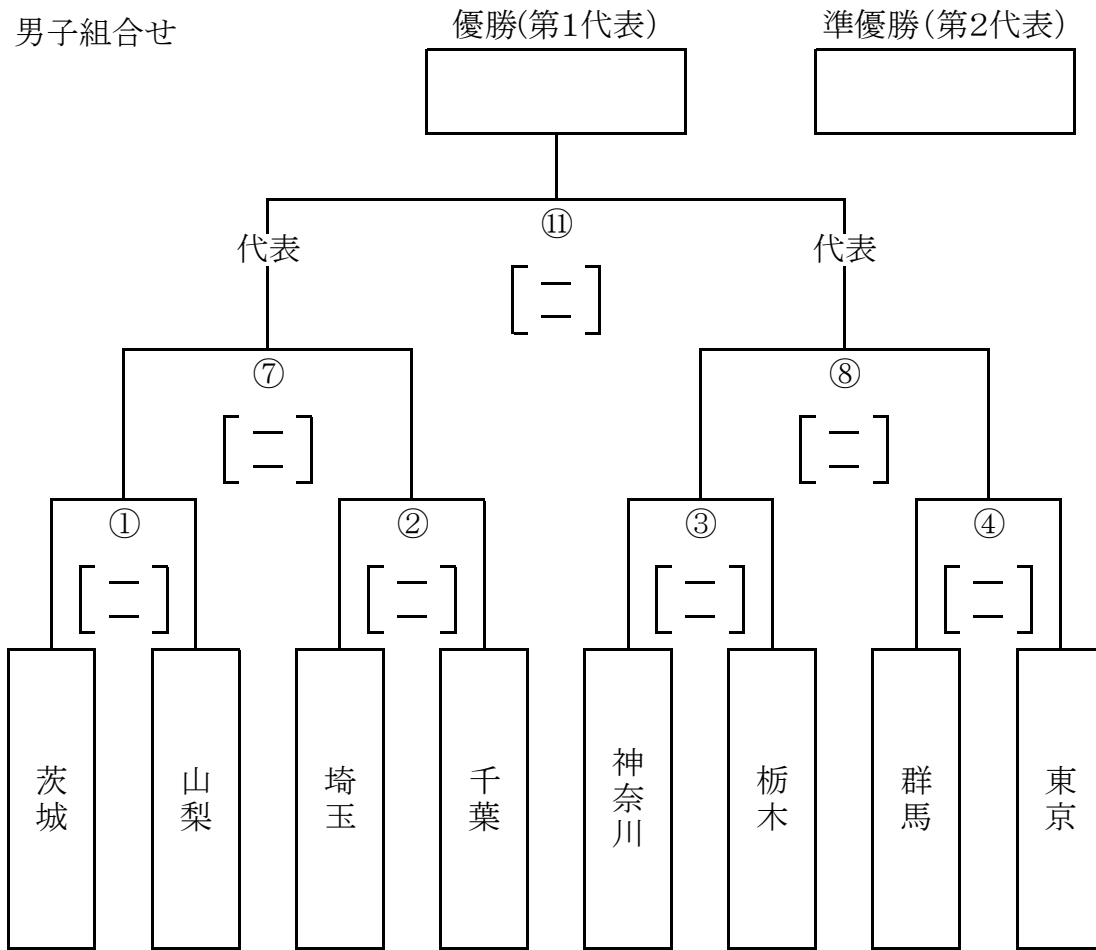 男子組合せ
優勝(第1代表)
準優勝(第2代表)
⑪
代表
代表
⑦
⑧
①
②
③
④
茨城
山梨
埼玉
千葉
神奈川
栃木
群馬
東京